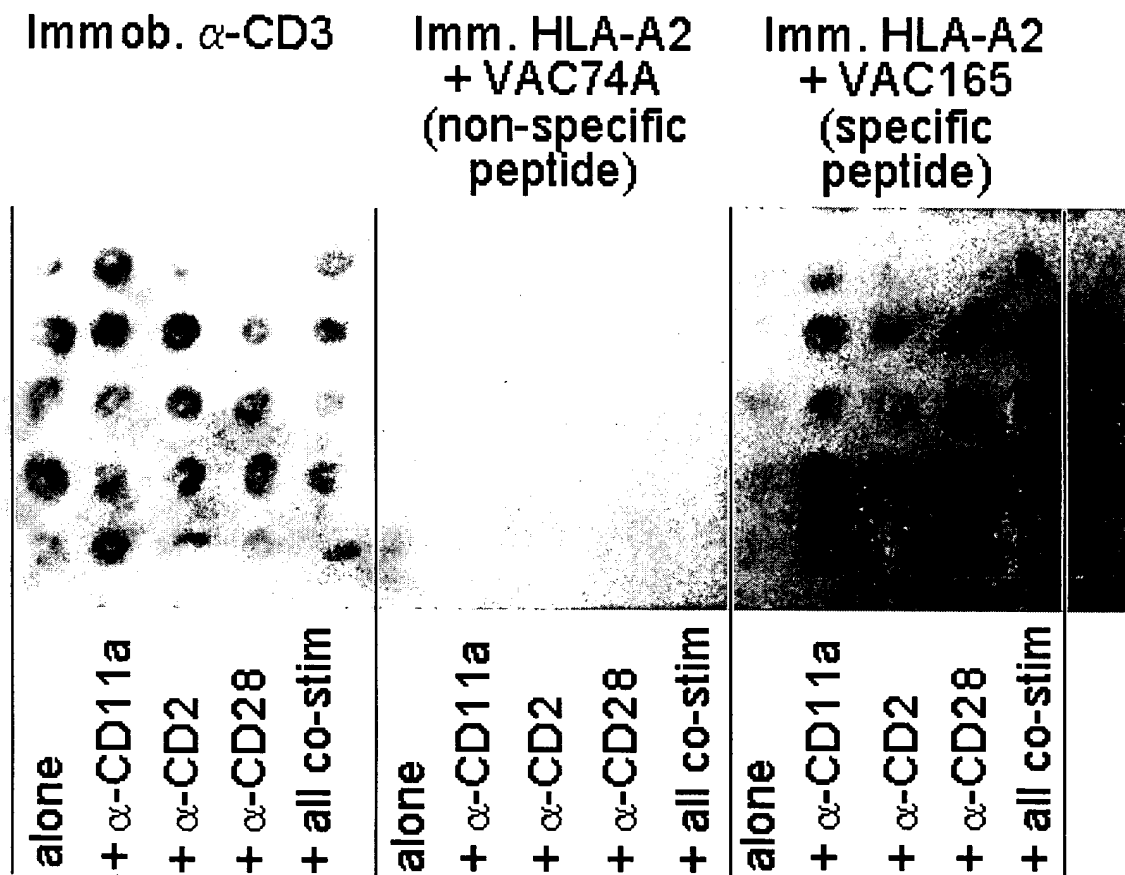 Immob. α-CD3
Imm. HLA-A2
+ VAC74A
(non-specific
peptide)
Imm. HLA-A2
+ VAC165
(specific
peptide)
alone
+ α-CD11a
+ α-CD2
+ α-CD28
+ all co-stim
alone
+ α-CD11a
+ α-CD2
+ α-CD28
+ all co-stim
alone
+ α-CD11a
+ α-CD2
+ α-CD28
+ all co-stim